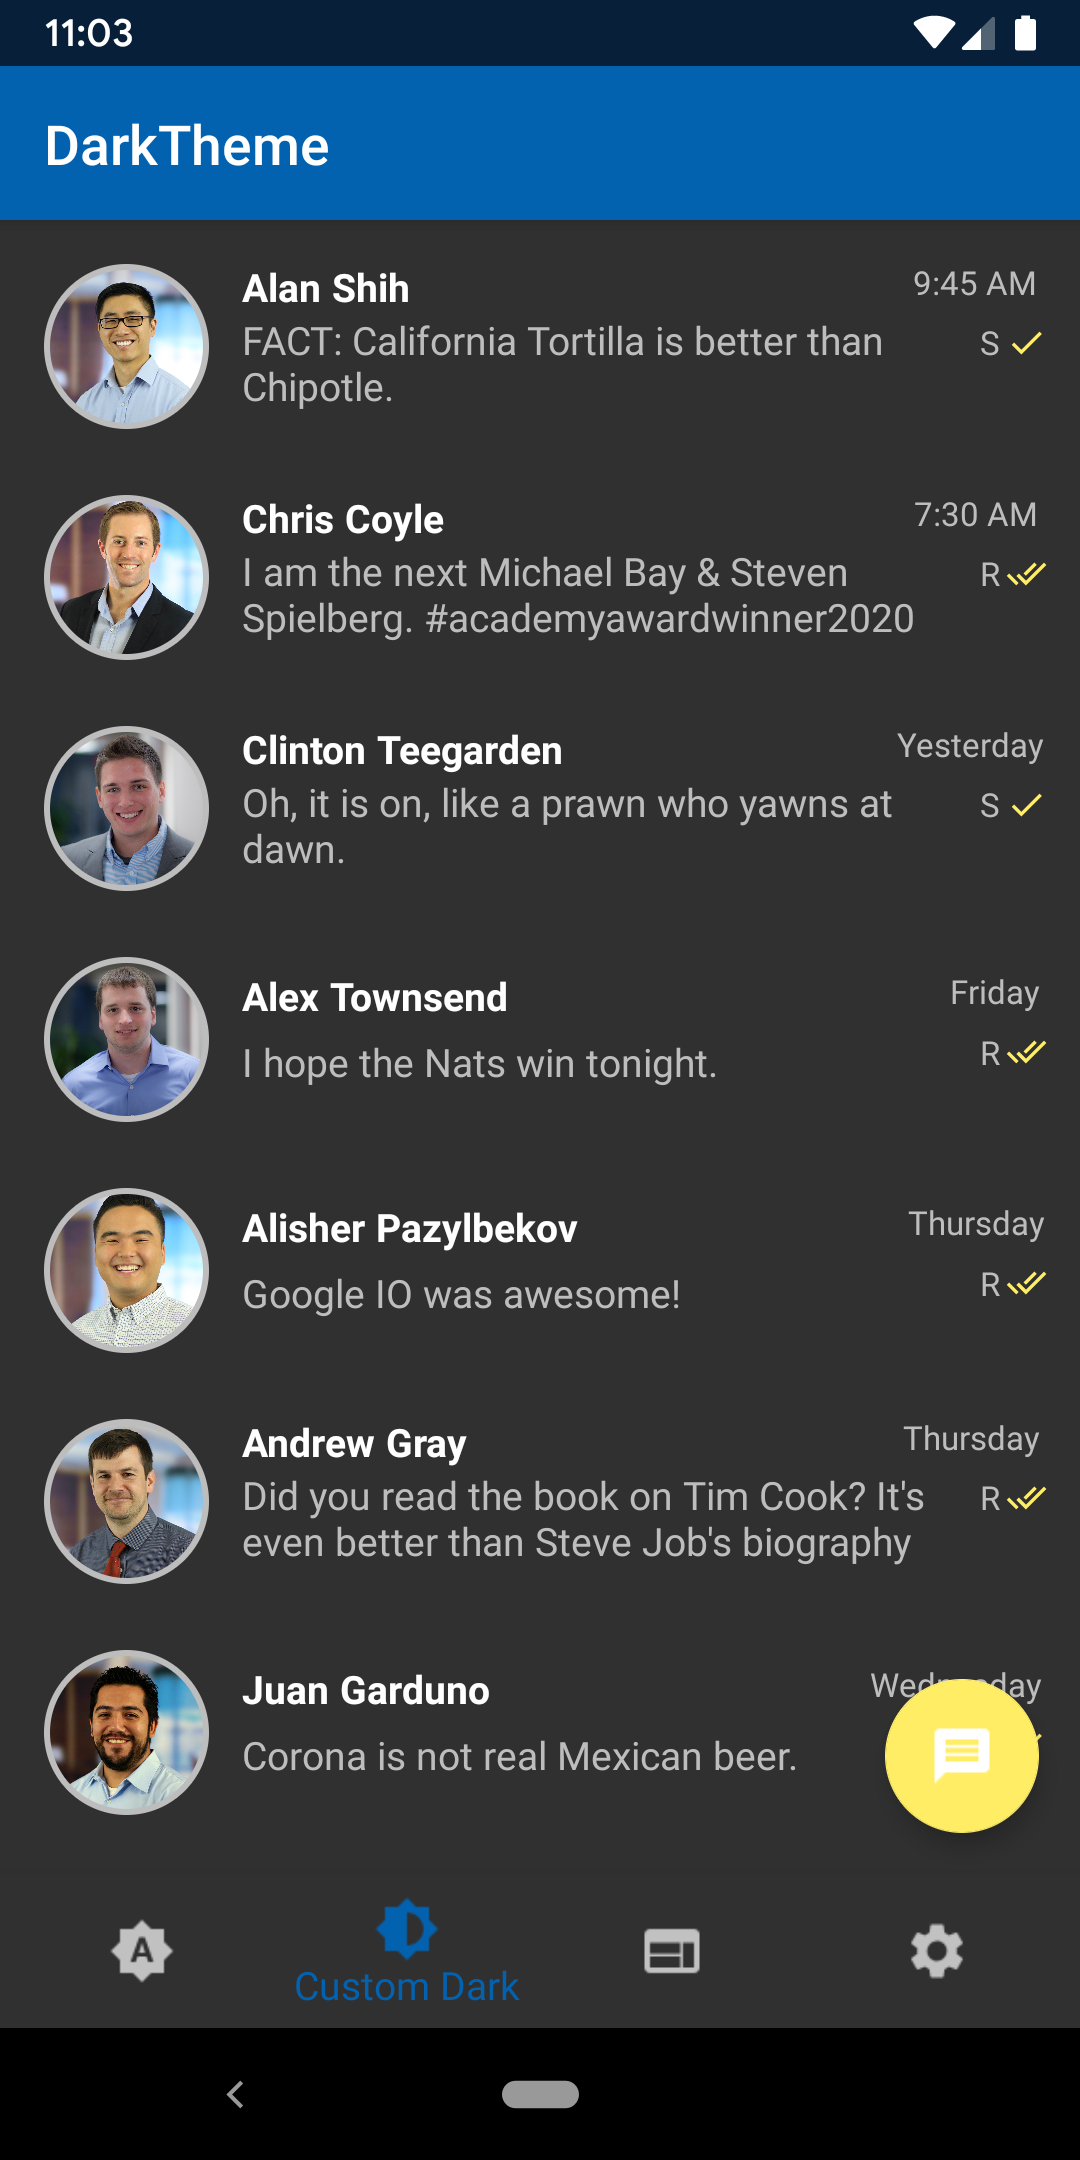 11:03
DarkTheme
Alan Shih
9:45 AM
FACT: California Tortilla is better than
S
Chipotle.
Chris Coyle
7:30 AM
I am the next Michael Bay & Steven
R
Spielberg. #academyawardwinner2020
Clinton Teegarden
Yesterday
Oh, it is on, like a prawn who yawns at
S
dawn.
Alex Townsend
Friday
I hope the Nats win tonight.
R
Alisher Pazylbekov
Thursday
Google IO was awesome!
R
Andrew Gray
Thursday
Did you read the book on Tim Cook? It's
R
even better than Steve Job's biography
Juan Garduno
Wednesday
Corona is not real Mexican beer.
A
Custom Dark